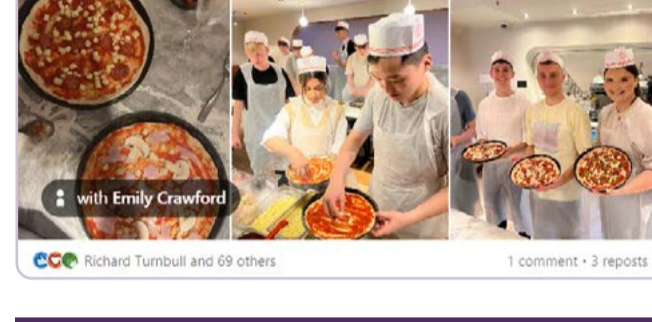 with Emily Crawford
Richard Turnbull and 69 others
1 comment • 3 reposts